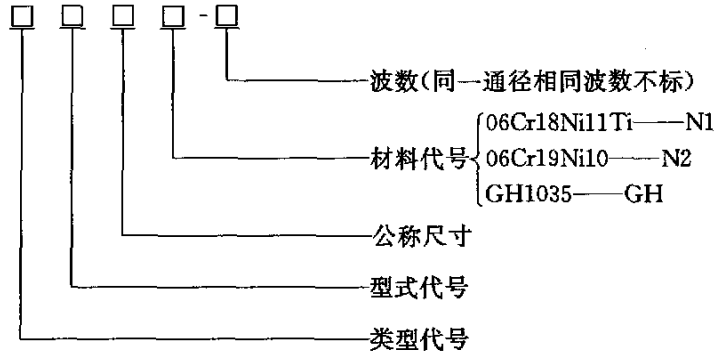 □ □ □ □-□
波数(同一通径相同波数不标)
06Cr18Ni11Ti——N1
材料代号{06Cr19Ni10——N2
GH1035——GH
公称尺寸
型式代号
类型代号